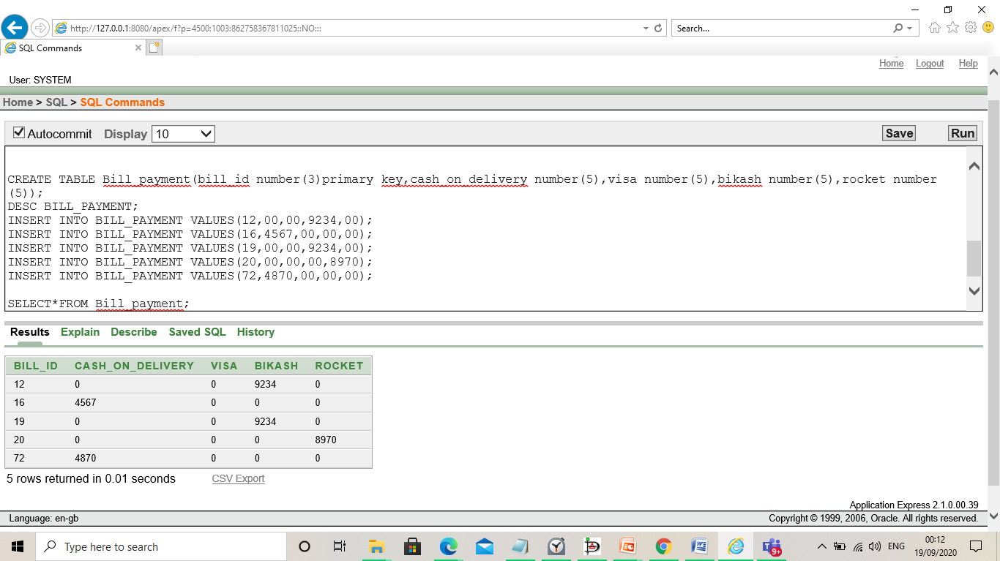 http://127.0.0.1:8080/apex/f?p=4500:1003:862758367811025::NO:::
Search...
SQL Commands
Home Logout Help
User: SYSTEM
Home > SQL > SQL Commands
Autocommit Display 10 Save Run
CREATE TABLE Bill_payment(bill_id number(3)primary key,cash_on_delivery number(5),visa number(5),bikash number(5),rocket number
(5));
DESC BILL_PAYMENT;
INSERT INTO BILL_PAYMENT VALUES(12,00,00,9234,00);
INSERT INTO BILL_PAYMENT VALUES(16,4567,00,00,00);
INSERT INTO BILL_PAYMENT VALUES(19,00,00,9234,00);
INSERT INTO BILL_PAYMENT VALUES(20,00,00,00,8970);
INSERT INTO BILL_PAYMENT VALUES(72,4870,00,00,00);
SELECT*FROM Bill_payment;
Results Explain Describe Saved SQL History
BILL_ID CASH_ON_DELIVERY VISA BIKASH ROCKET
12 0 0 9234 0
16 4567 0 0 0
19 0 0 9234 0
20 0 0 0 8970
72 4870 0 0 0
5 rows returned in 0.01 seconds CSV Export
Application Express 2.1.0.00.39
Language: en-gb Copyright © 1999, 2006, Oracle. All rights reserved.
Type here to search
9+
ENG
00:12
19/09/2020